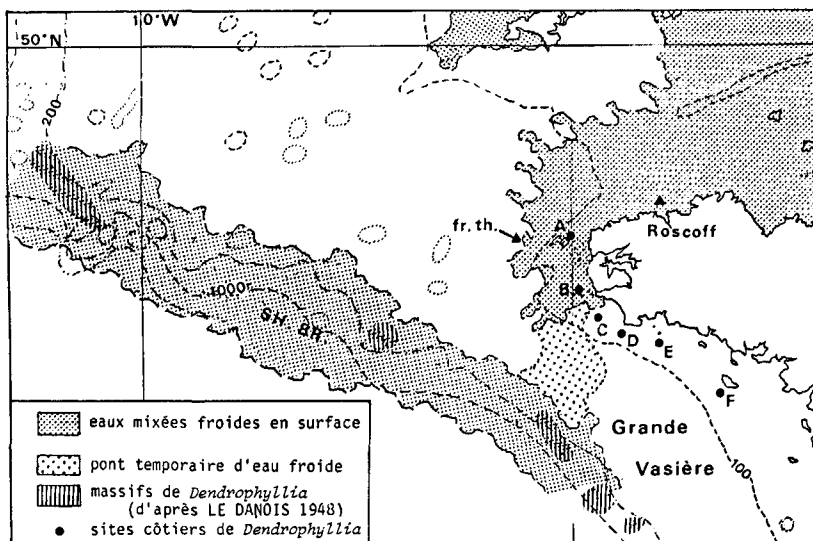 10°W
50°N
200
A
fr. th.
Roscoff
A
B
1000
SH. BR.
C
D
E
F
Grande
Vasière
100
eaux mixées froides en surface
pont temporaire d'eau froide
massifs de Dendrophyllia
(d'après LE DANOIS 1948)
sites côtiers de Dendrophyllia